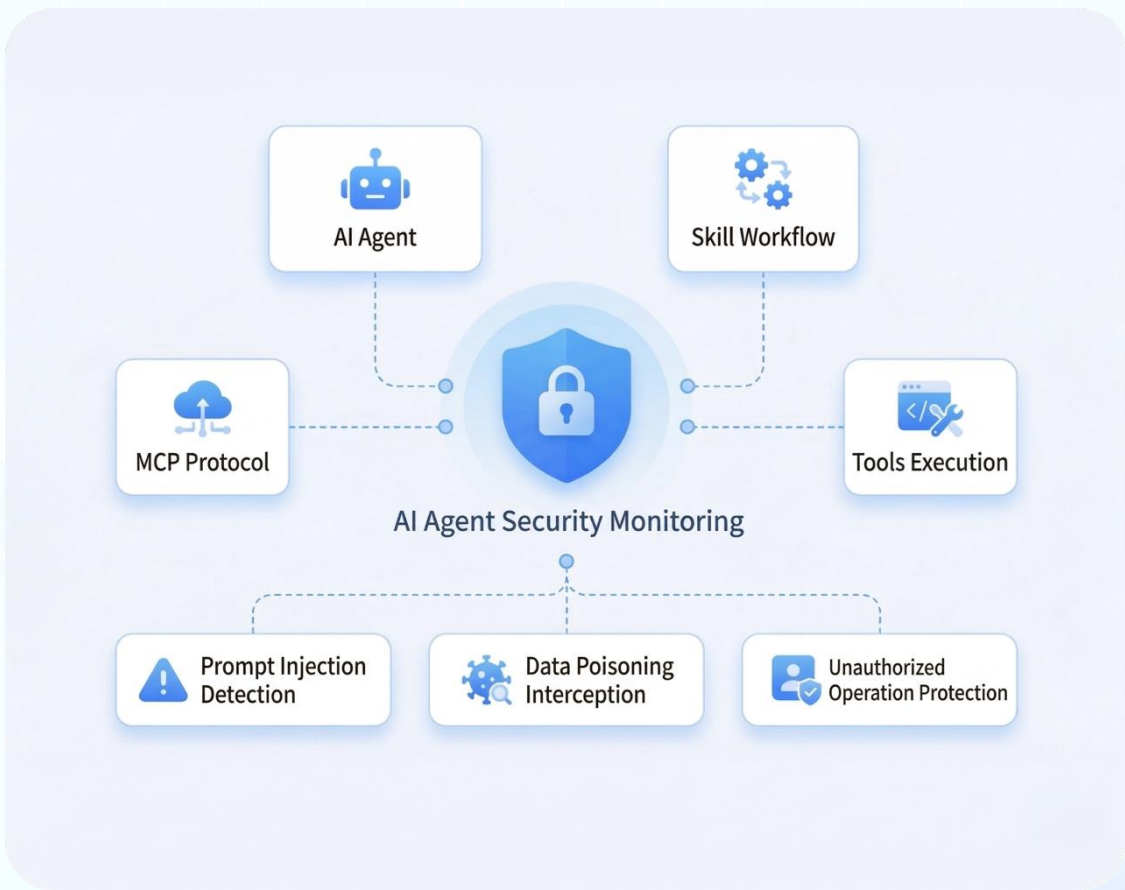 AI Agent
Skill Workflow
MCP Protocol
</>
Tools Execution
AI Agent Security Monitoring
Prompt Injection
Detection
Data Poisoning
Interception
Unauthorized
Operation Protection